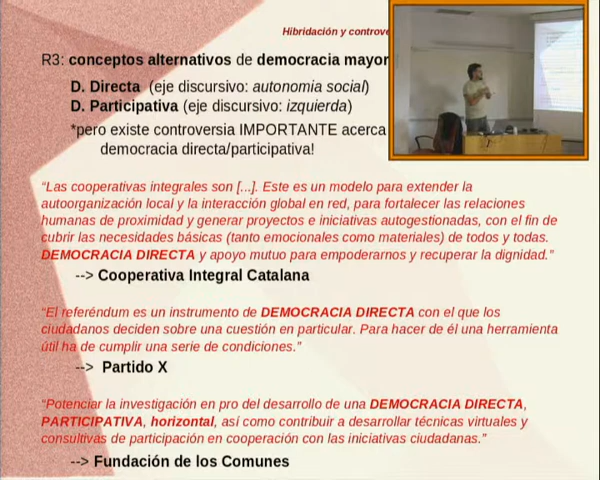 Hibridación y controve
R3: conceptos alternativos de democracia mayor
D. Directa (eje discursivo: autonomia social)
D. Participativa (eje discursivo: izquierda)
*pero existe controversia IMPORTANTE acerca
democracia directa/participativa!
“Las cooperativas integrales son [...]. Este es un modelo para extender la
autoorganización local y la interacción global en red, para fortalecer las relaciones
humanas de proximidad y generar proyectos e iniciativas autogestionadas, con el fin de
cubrir las necesidades básicas (tanto emocionales como materiales) de todos y todas.
DEMOCRACIA DIRECTA y apoyo mutuo para empoderarnos y recuperar la dignidad.”
--> Cooperativa Integral Catalana
“El referéndum es un instrumento de DEMOCRACIA DIRECTA con el que los
ciudadanos deciden sobre una cuestión en particular. Para hacer de él una herramienta
útil ha de cumplir una serie de condiciones.”
--> Partido X
“Potenciar la investigación en pro del desarrollo de una DEMOCRACIA DIRECTA,
PARTICIPATIVA, horizontal, así como contribuir a desarrollar técnicas virtuales y
consultivas de participación en cooperación con las iniciativas ciudadanas.”
--> Fundación de los Comunes